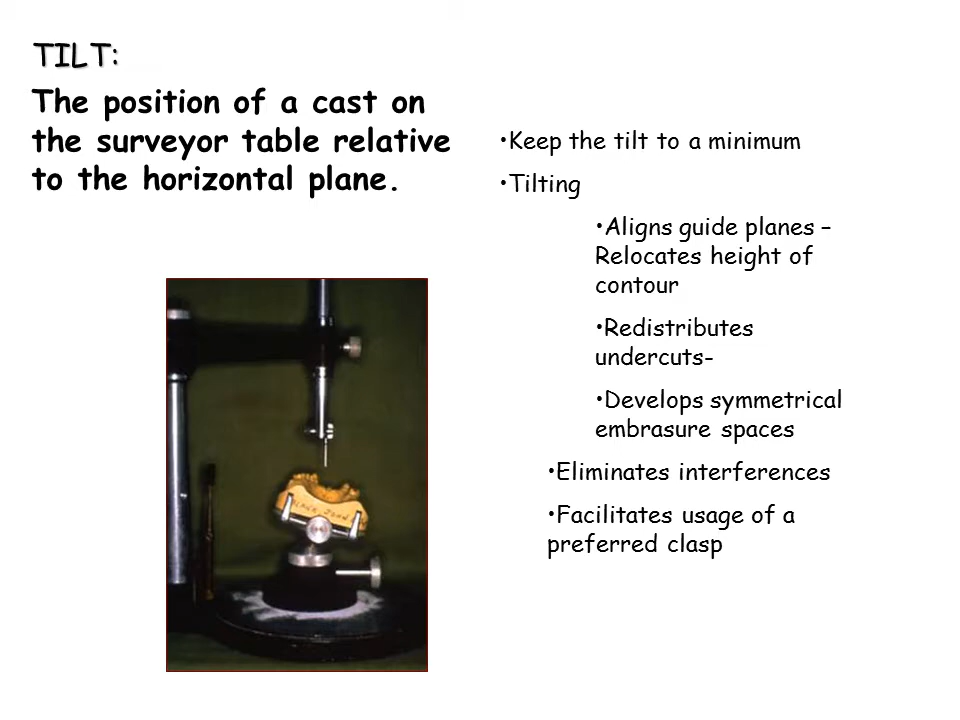 TILT:
The position of a cast on
the surveyor table relative
to the horizontal plane.
•Keep the tilt to a minimum
•Tilting
•Aligns guide planes –
Relocates height of
contour
•Redistributes
undercuts-
•Develops symmetrical
embrasure spaces
•Eliminates interferences
•Facilitates usage of a
preferred clasp
BLACK JOHN